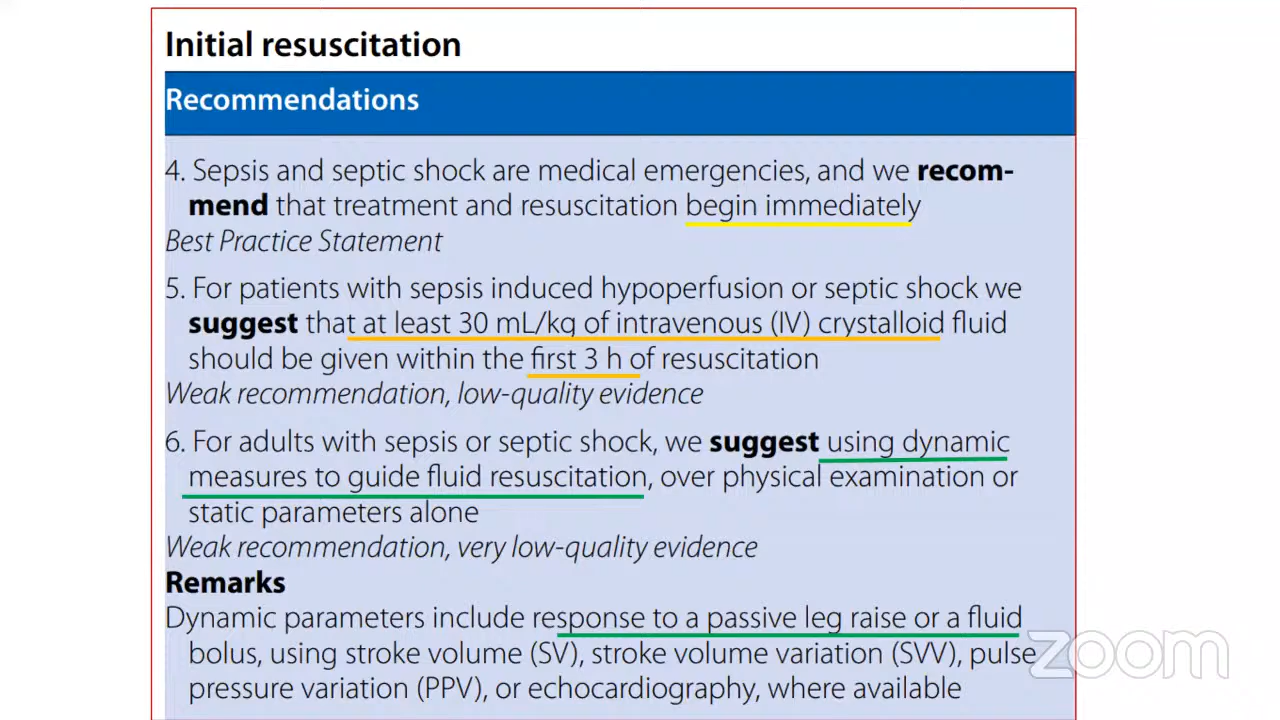 Initial resuscitation
Recommendations
4. Sepsis and septic shock are medical emergencies, and we recom-
mend that treatment and resuscitation begin immediately
Best Practice Statement
5. For patients with sepsis induced hypoperfusion or septic shock we
suggest that at least 30 mL/kg of intravenous (IV) crystalloid fluid
should be given within the first 3 h of resuscitation
Weak recommendation, low-quality evidence
6. For adults with sepsis or septic shock, we suggest using dynamic
measures to guide fluid resuscitation, over physical examination or
static parameters alone
Weak recommendation, very low-quality evidence
Remarks
Dynamic parameters include response to a passive leg raise or a fluid
bolus, using stroke volume (SV), stroke volume variation (SVV), pulse
pressure variation (PPV), or echocardiography, where available
zoom